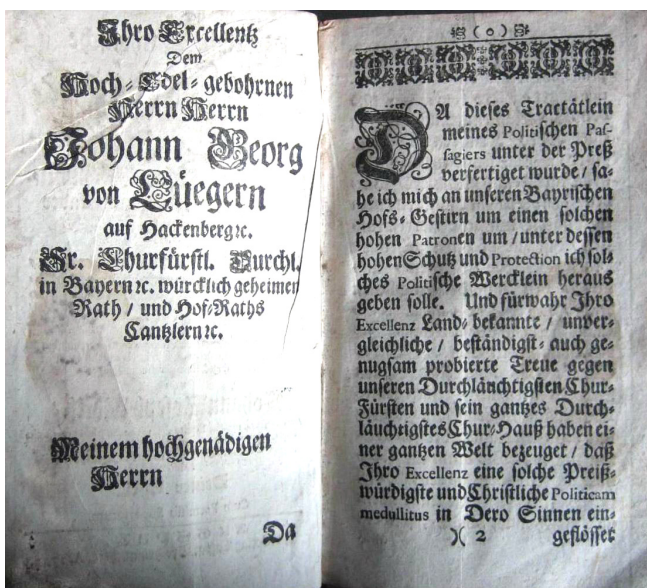 Ihro Excellentz
Dem
Hoch-Edel-gebohrnen
Herrn Herrn
Johann Georg
von Lüegern
auf Hackenberg ꝛc.
Sr. Churfürstl. Durchl.
in Bayern ꝛc. würcklich geheimen
Rath / und Hof-Raths
Cantzlern ꝛc.
Meinem hochgenädigen
Herrn
Da
(o)
DA dieses Tractätlein
meines Politischen Pas-
sagiers unter der Preß
verfertiget wurde / sa-
he ich mich an unseren Bayrischen
Hofs-Gestirn um einen solchen
hohen Patronen um / unter dessen
hohen Schutz und Protection ich sol-
ches Politische Wercklein heraus
geben solle. Und fürwahr Ihro
Excellenz Land-bekannte / unver-
gleichliche / beständigst- auch ge-
nugsam probierte Treue gegen
unseren Durchläuchtigsten Chur-
Fürsten und sein gantzes Durch-
läuchtigstes Chur-Hauß haben ei-
ner gantzen Welt bezeuget / daß
Ihro Excellenz eine solche Preiß-
würdigste und Christliche Politicam
medullitus in Dero Sinnen ein-
)( 2 geflösset